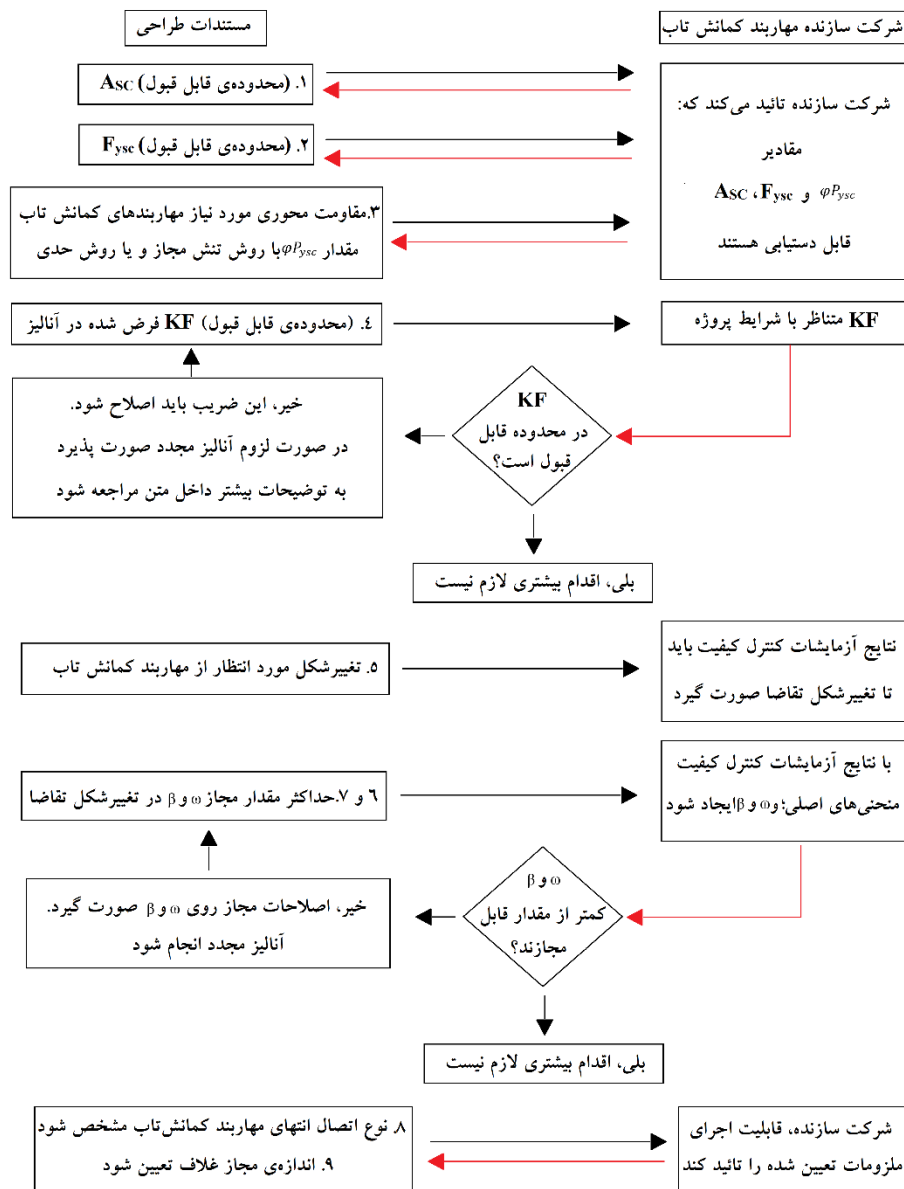 مستندات طراحی
شرکت سازنده مهاربند کمانش تاب
۱. (محدوده‌ی قابل قبول) ASC
۲. (محدوده‌ی قابل قبول) Fysc
۳.مقاومت محوری مورد نیاز مهاربندهای کمانش تاب
مقدار φPysc با روش تنش مجاز و یا روش حدی
شرکت سازنده تائید می‌کند که:
مقادیر
ASC ،Fysc و φPysc
قابل دستیابی هستند
۴. (محدوده‌ی قابل قبول) KF فرض شده در آنالیز
KF متناظر با شرایط پروژه
KF
در محدوده قابل
قبول است؟
خیر، این ضریب باید اصلاح شود.
در صورت لزوم آنالیز مجدد صورت پذیرد
به توضیحات بیشتر داخل متن مراجعه شود
بلی، اقدام بیشتری لازم نیست
۵. تغییرشکل مورد انتظار از مهاربند کمانش تاب
نتایج آزمایشات کنترل کیفیت باید
تا تغییرشکل تقاضا صورت گیرد
۶ و ۷.حداکثر مقدار مجاز ω و β در تغییرشکل تقاضا
با نتایج آزمایشات کنترل کیفیت
منحنی‌های اصلی؛و ω و βایجاد شود
ω و β
کمتر از مقدار قابل
مجازند؟
خیر، اصلاحات مجاز روی ω و β صورت گیرد.
آنالیز مجدد انجام شود
بلی، اقدام بیشتری لازم نیست
۸. نوع اتصال انتهای مهاربند کمانش‌تاب مشخص شود
۹. اندازه‌ی مجاز غلاف تعیین شود
شرکت سازنده، قابلیت اجرای
ملزومات تعیین شده را تائید کند